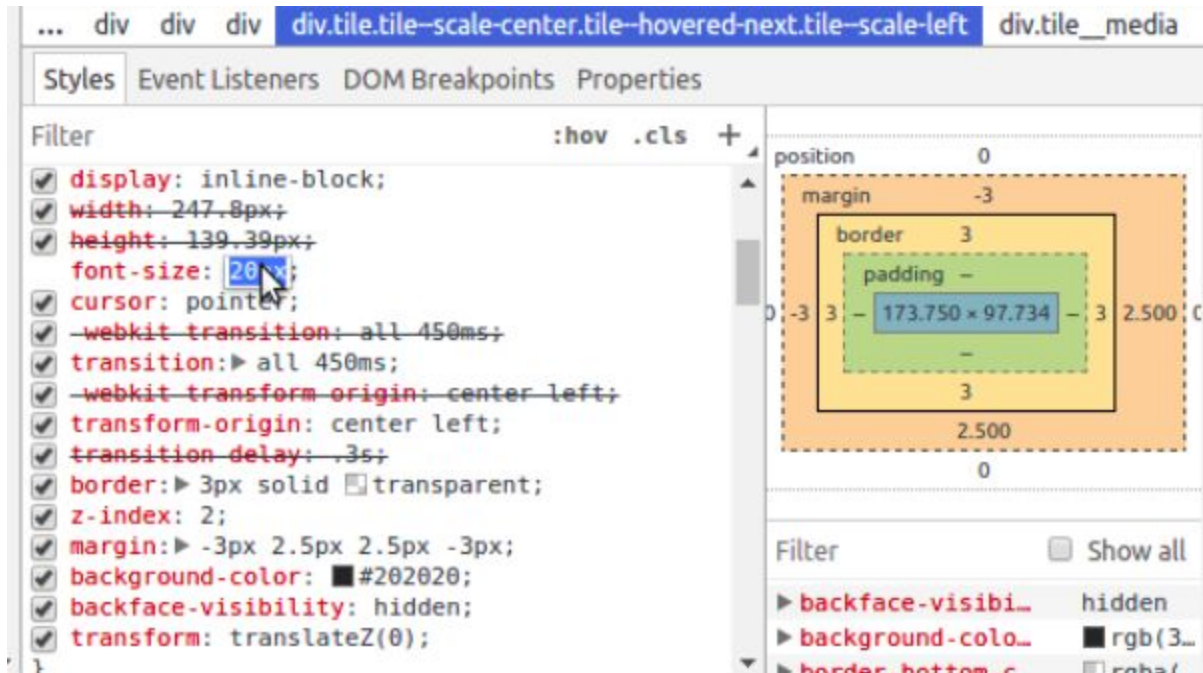 ... div div div div.tile.tile--scale-center.tile--hovered-next.tile--scale-left div.tile__media
Styles Event Listeners DOM Breakpoints Properties
Filter :hov .cls +
display: inline-block;
width: 247.8px;
height: 139.39px;
font-size: 20px;
cursor: pointer;
-webkit-transition: all 450ms;
transition: all 450ms;
-webkit-transform-origin: center left;
transform-origin: center left;
transition-delay: .3s;
border: 3px solid transparent;
z-index: 2;
margin: -3px 2.5px 2.5px -3px;
background-color: #202020;
backface-visibility: hidden;
transform: translateZ(0);
}
position 0
margin -3
border 3
padding –
0 -3 3 – 173.750 × 97.734 – 3 2.500 0
–
3
2.500
0
Filter Show all
backface-visibi… hidden
background-colo… rgb(3…
border-bottom-c… rgba(